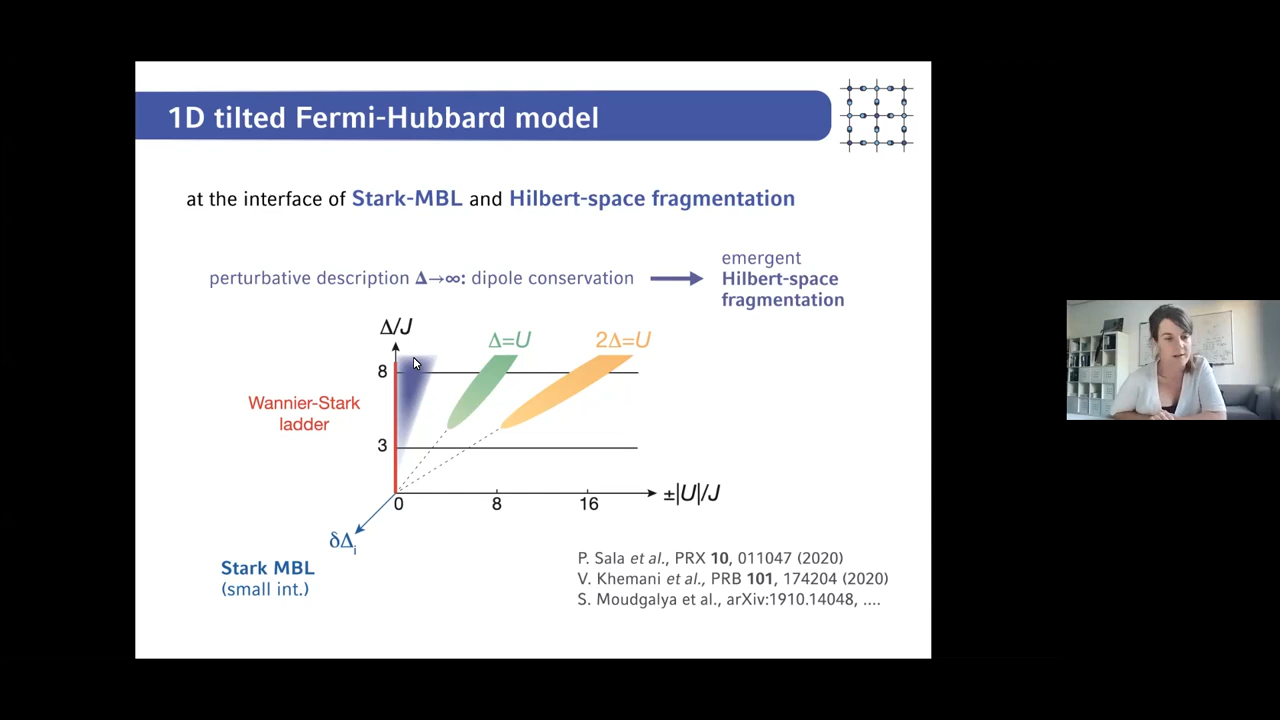 1D tilted Fermi-Hubbard model
at the interface of Stark-MBL and Hilbert-space fragmentation
perturbative description Δ→∞: dipole conservation
emergent
Hilbert-space
fragmentation
Δ/J
Δ=U
2Δ=U
8
Wannier-Stark
ladder
3
0
8
16
±|U|/J
δΔi
Stark MBL
(small int.)
P. Sala et al., PRX 10, 011047 (2020)
V. Khemani et al., PRB 101, 174204 (2020)
S. Moudgalya et al., arXiv:1910.14048, ....